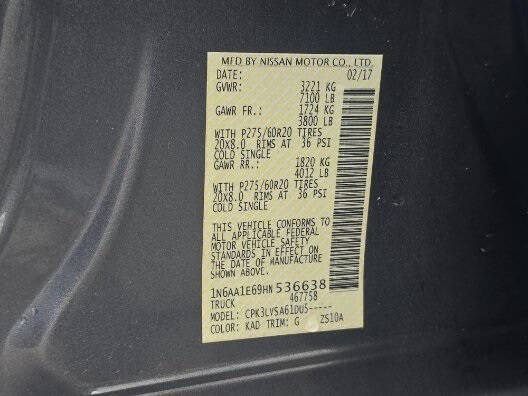 MFD BY NISSAN MOTOR CO., LTD.
DATE: 02/17
GVWR: 3221 KG
7100 LB
GAWR FR.: 1724 KG
3800 LB
WITH P275/60R20 TIRES
20X8.0 RIMS AT 36 PSI
COLD SINGLE
GAWR RR.: 1820 KG
4012 LB
WITH P275/60R20 TIRES
20X8.0 RIMS AT 36 PSI
COLD SINGLE
THIS VEHICLE CONFORMS TO
ALL APPLICABLE FEDERAL
MOTOR VEHICLE SAFETY
STANDARDS IN EFFECT ON
THE DATE OF MANUFACTURE
SHOWN ABOVE.
1N6AA1E69HN536638
TRUCK 467758
MODEL: CPK3LVSA61DUS-----
COLOR: KAD TRIM: G ZS10A